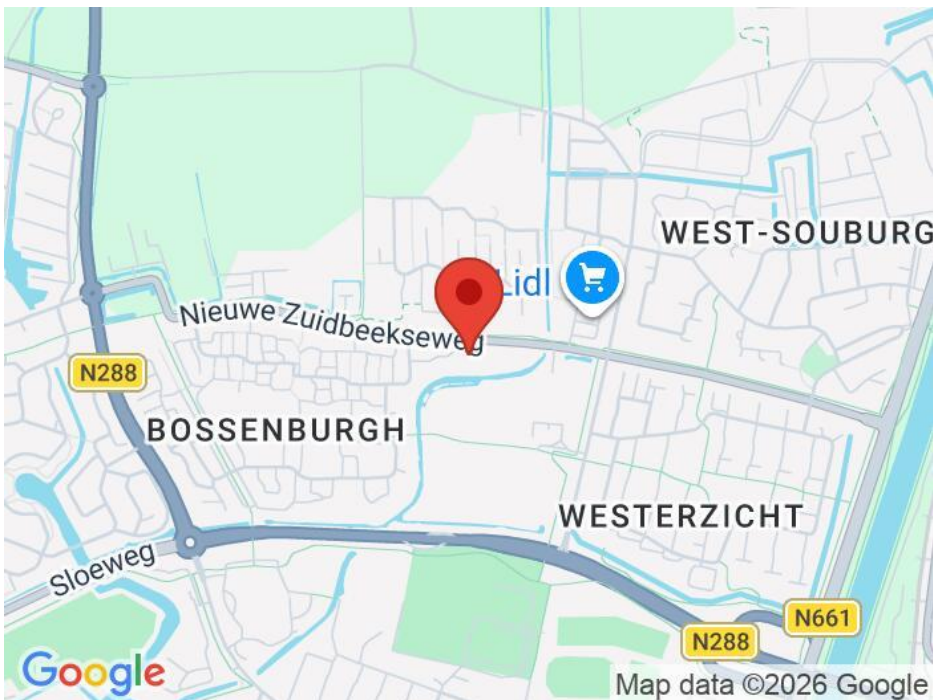 WEST-SOUBURG
Lidl
Nieuwe Zuidbeekseweg
N288
BOSSENBURGH
WESTERZICHT
Sloeweg
N661
N288
Google
Map data ©2026 Google